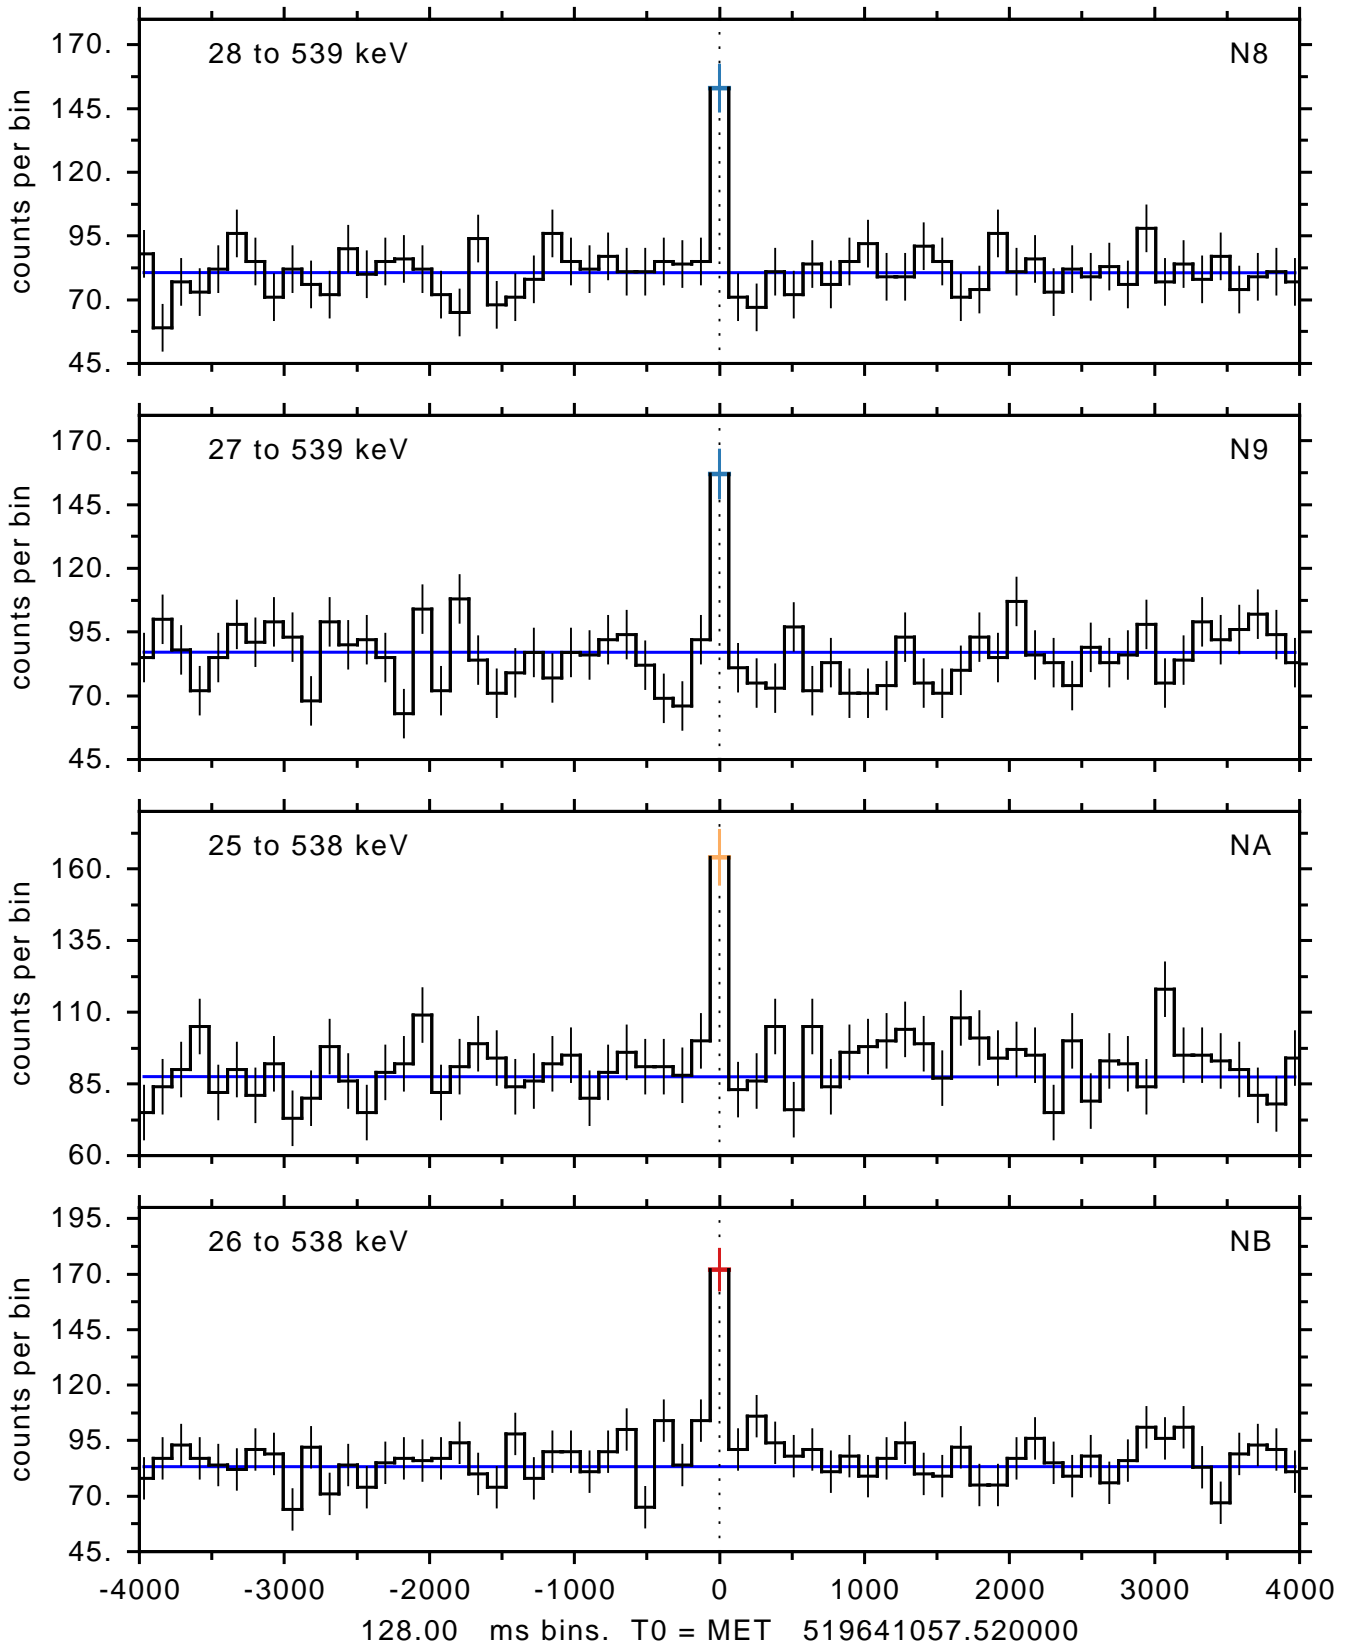 28 to 539 keV N8
170.
145.
120.
95.
70.
45.
counts per bin
27 to 539 keV N9
170.
145.
120.
95.
70.
45.
counts per bin
25 to 538 keV NA
160.
135.
110.
85.
60.
counts per bin
26 to 538 keV NB
195.
170.
145.
120.
95.
70.
45.
counts per bin
-4000 -3000 -2000 -1000 0 1000 2000 3000 4000
128.00 ms bins. T0 = MET 519641057.520000